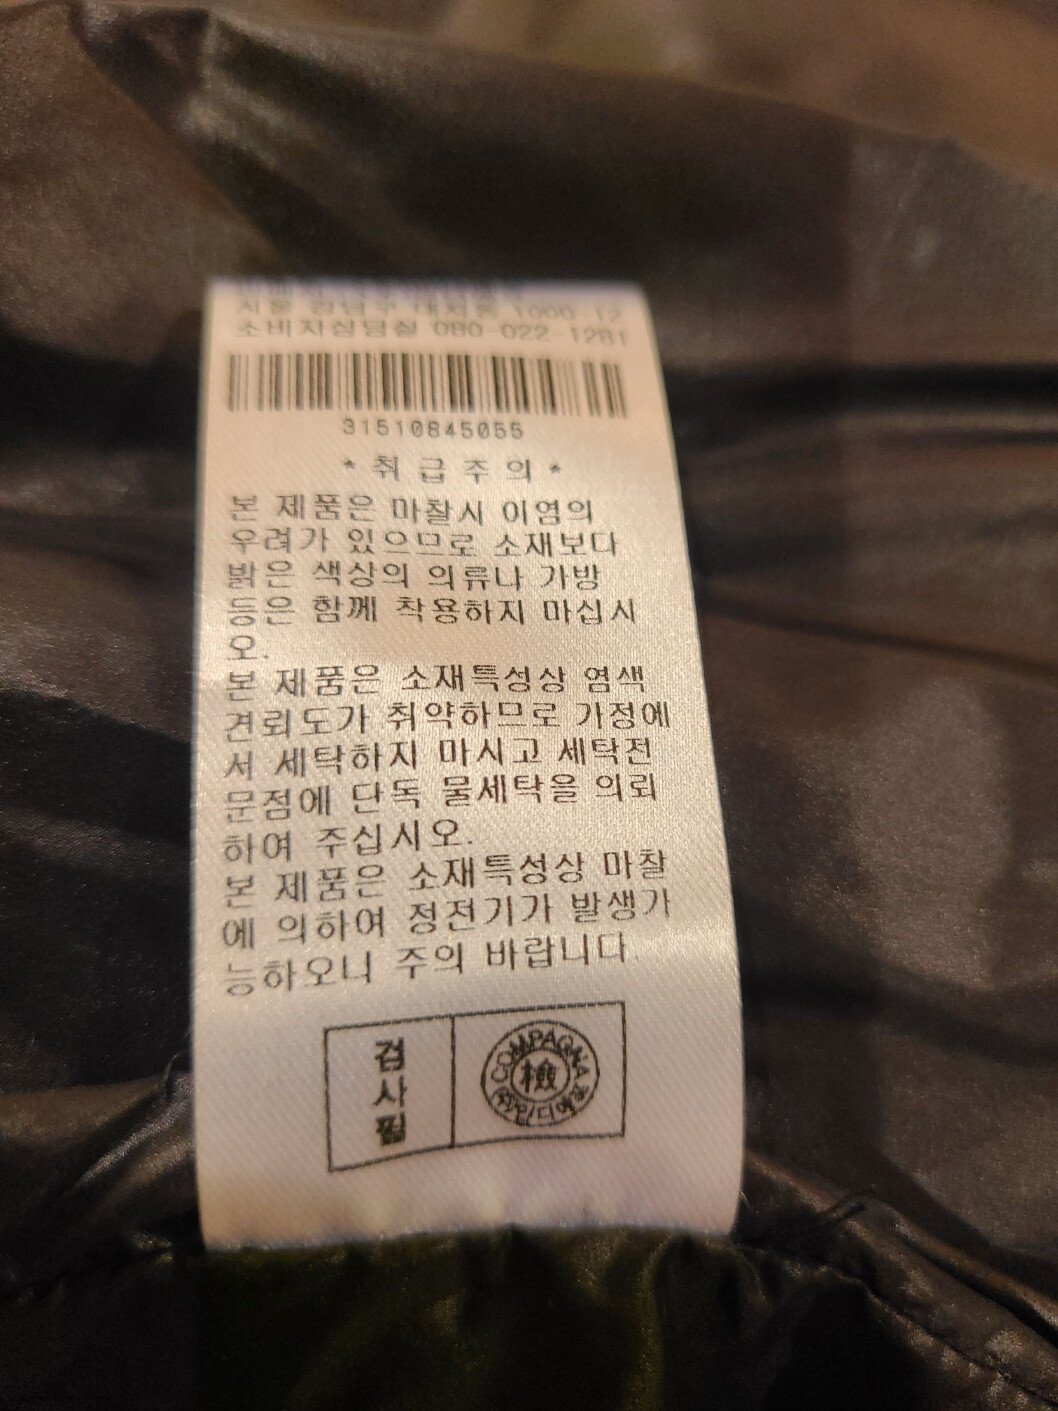 서울 강남구 대치동 1000-12
소비자상담실 080-022-1281
31510845055
*취급주의*
본 제품은 마찰시 이염의
우려가 있으므로 소재보다
밝은 색상의 의류나 가방
등은 함께 착용하지 마십시
오.
본 제품은 소재특성상 염색
견뢰도가 취약하므로 가정에
서 세탁하지 마시고 세탁전
문점에 단독 물세탁을 의뢰
하여 주십시오.
본 제품은 소재특성상 마찰
에 의하여 정전기가 발생가
능하오니 주의 바랍니다.
검
사
필
COMPAGNA
檢